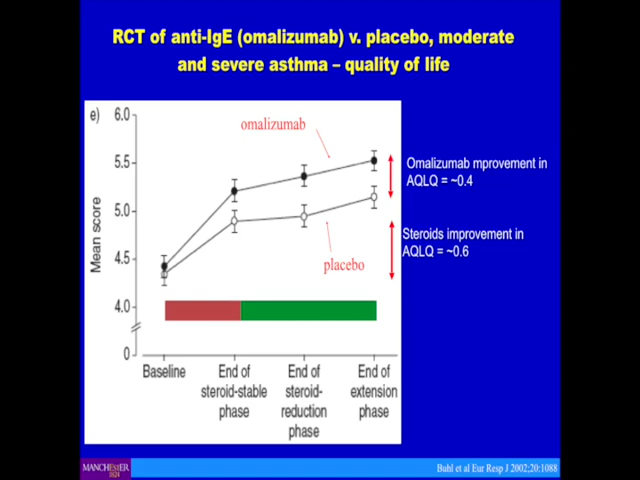 RCT of anti-IgE (omalizumab) v. placebo, moderate
and severe asthma – quality of life
e)
6.0
5.5
5.0
4.5
4.0
0
Mean score
omalizumab
placebo
Omalizumab mprovement in
AQLQ = ~0.4
Steroids improvement in
AQLQ = ~0.6
Baseline
End of
steroid-stable
phase
End of
steroid-
reduction
phase
End of
extension
phase
MANCHESTER
1824
Buhl et al Eur Resp J 2002;20:1088